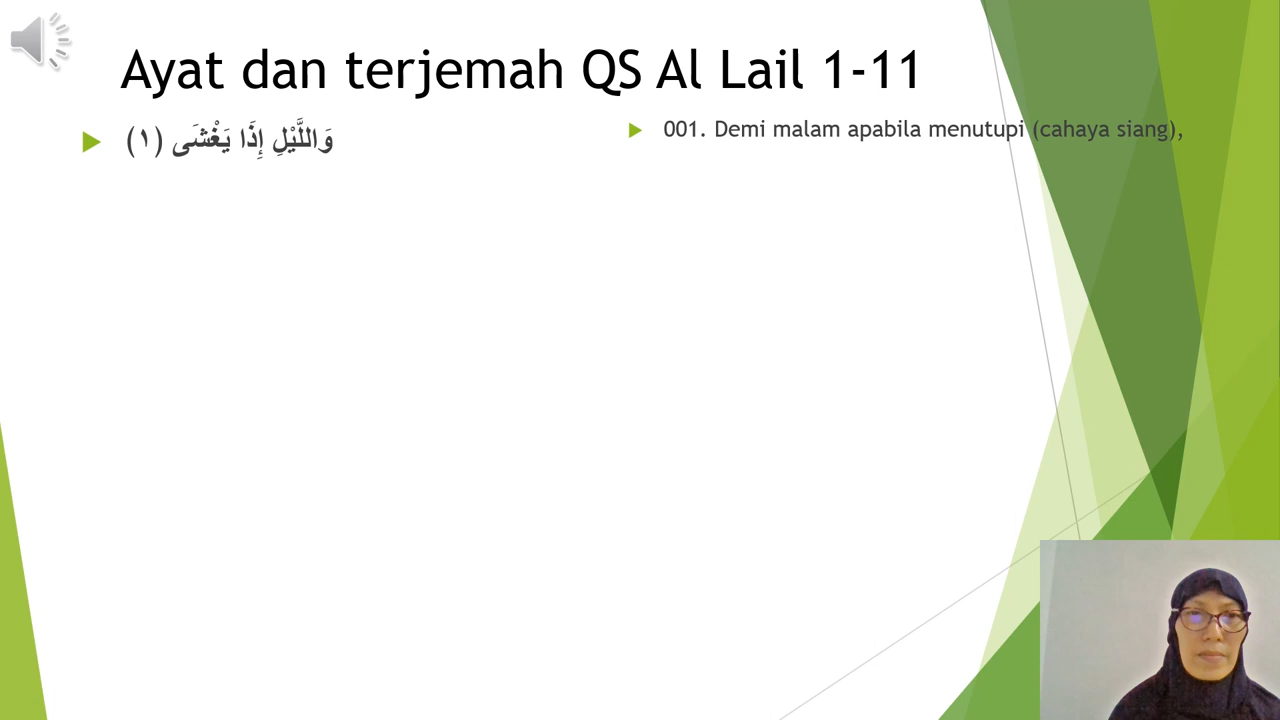 Ayat dan terjemah QS Al Lail 1-11
وَاللَّيْلِ إِذَا يَغْشَى (١)
001. Demi malam apabila menutupi (cahaya siang),